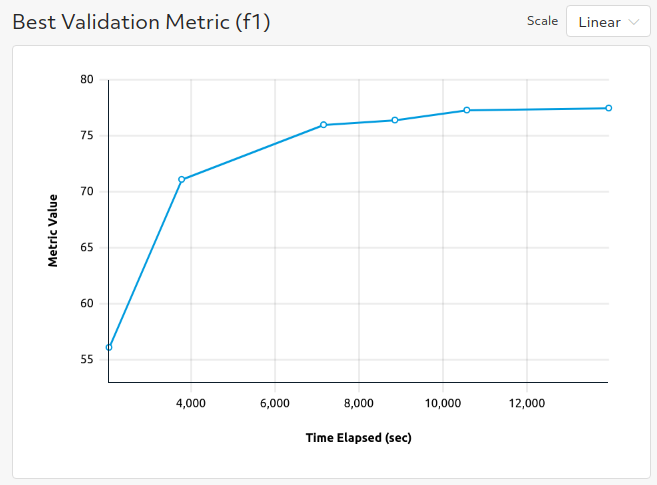 Best Validation Metric (f1)
Scale
Linear
80
75
70
65
60
55
Metric Value
4,000
6,000
8,000
10,000
12,000
Time Elapsed (sec)